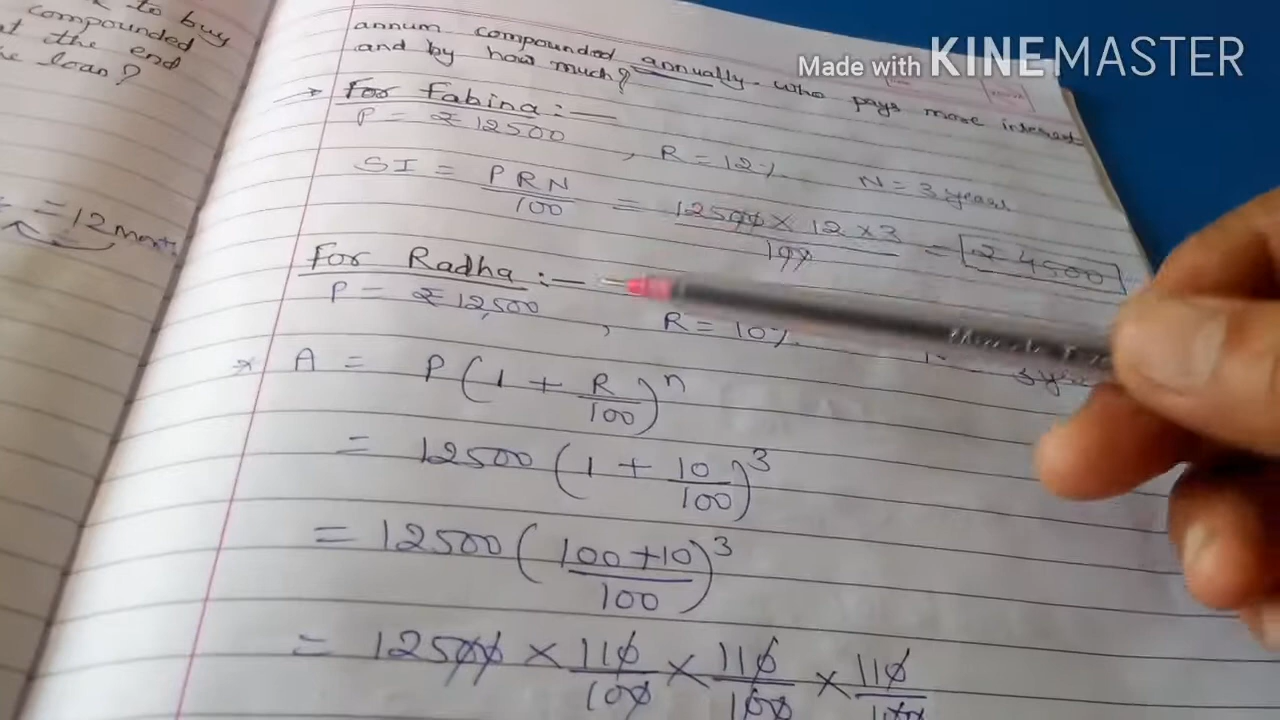 to buy
compounded
at the end
loan?
= 12 month
Made with KINEMASTER
annum compounded annually. Who pays more interest
and by how much?
→ For Fabina :—
P = ₹12500, R = 12% N = 3 years
SI = PRN/100 = 12500 × 12 × 3/100 = ₹4500
For Radha :—
P = ₹12,500, R = 10%
* A = P(1 + R/100)^n
= 12500(1 + 10/100)^3
= 12500(100+10/100)^3
= 12500 × 110/100 × 110/100 × 110/100